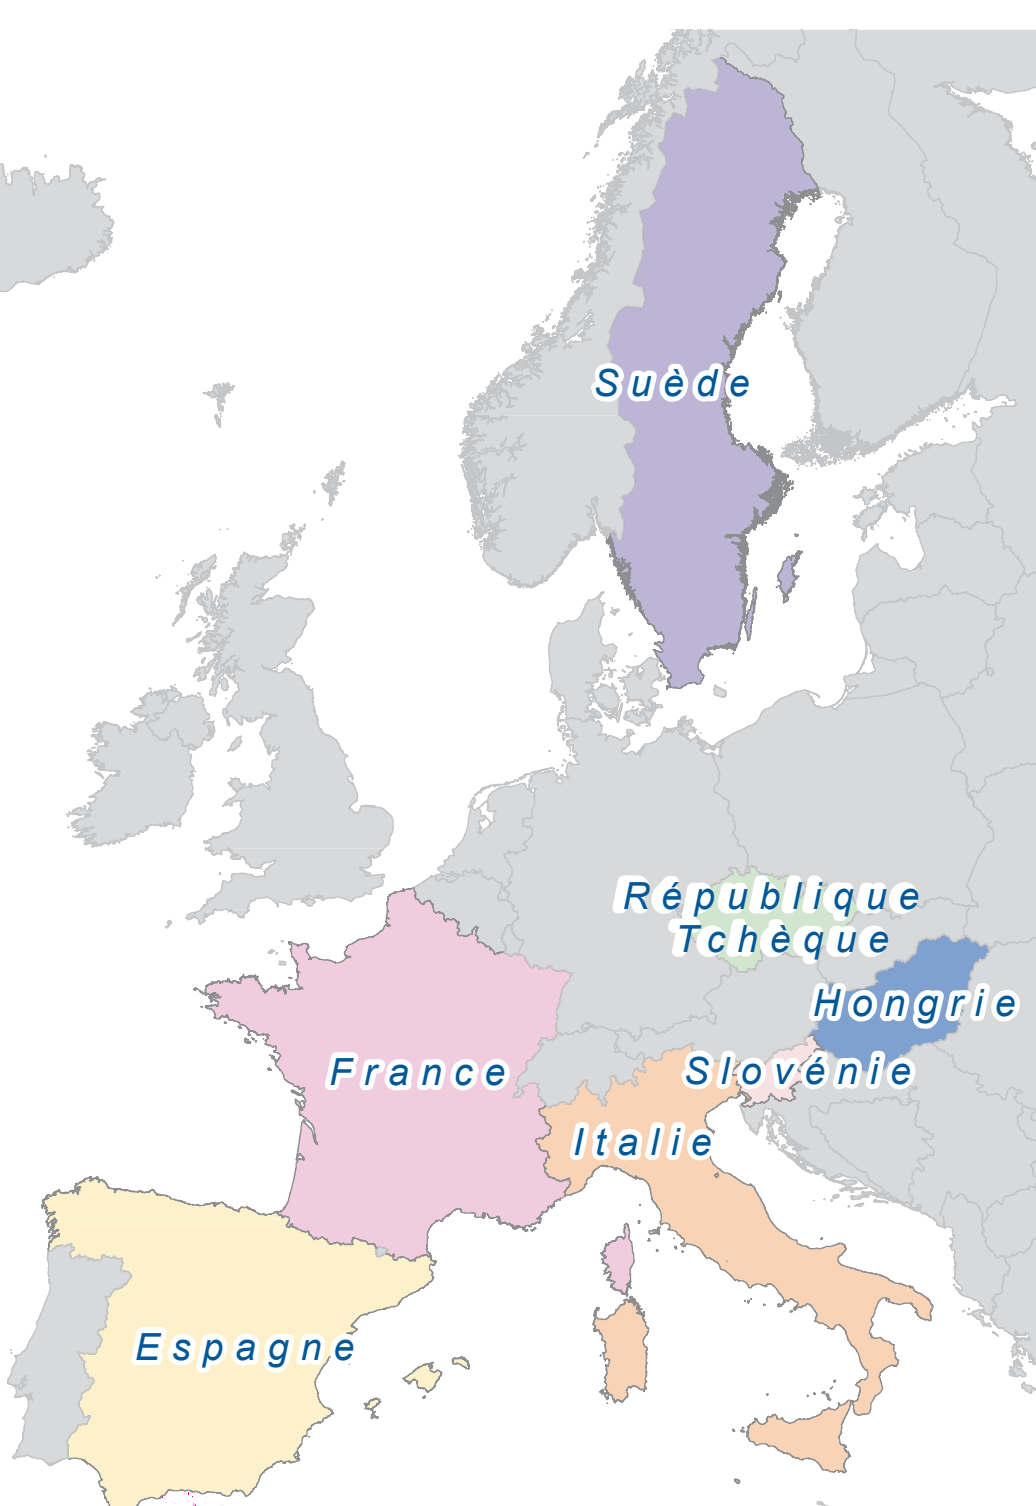 Suède
République
Tchèque
Hongrie
France
Slovénie
Italie
Espagne